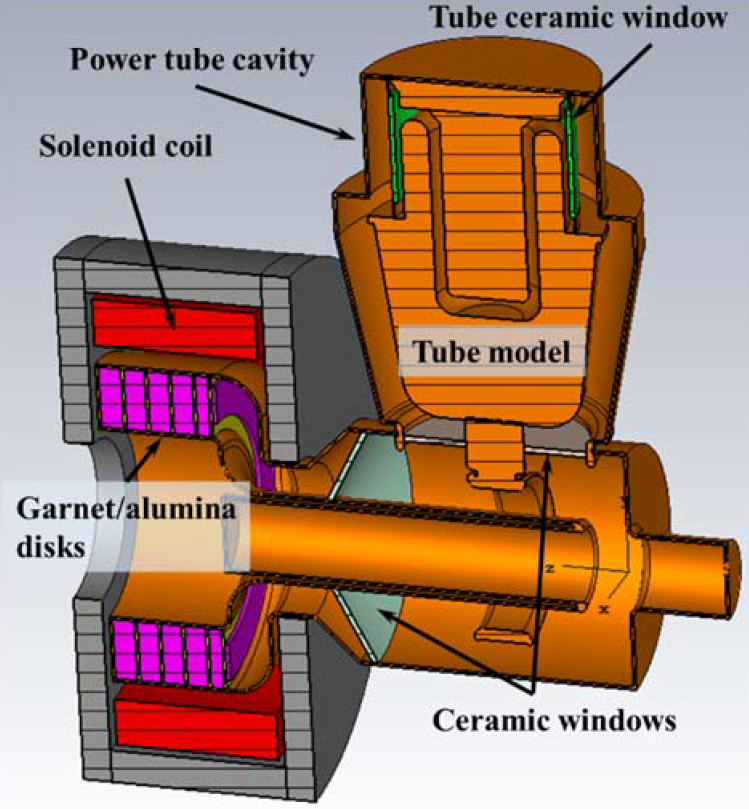 Tube ceramic window
Power tube cavity
Solenoid coil
Tube model
Garnet/alumina
disks
z
x
Ceramic windows